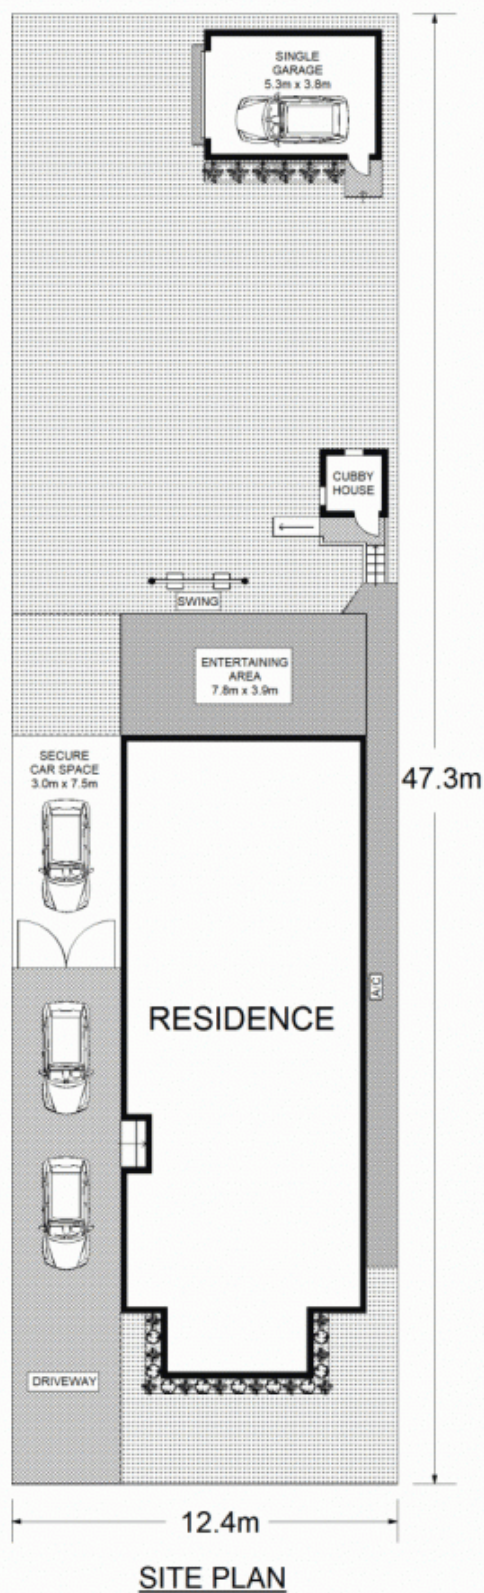 SINGLE
GARAGE
5.3m x 3.8m
CUBBY
HOUSE
SWING
ENTERTAINING
AREA
7.8m x 3.9m
SECURE
CAR SPACE
3.0m x 7.5m
47.3m
A/C
RESIDENCE
DRIVEWAY
12.4m
SITE PLAN